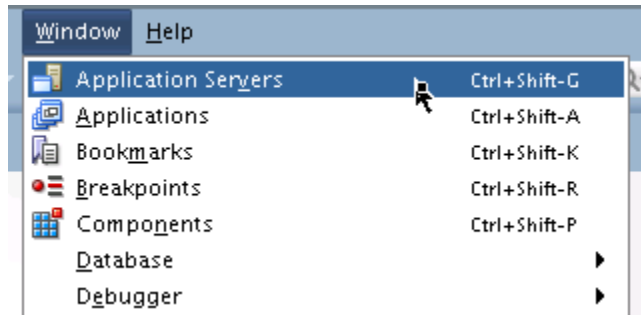 Window Help
Application Servers Ctrl+Shift-G
Applications Ctrl+Shift-A
Bookmarks Ctrl+Shift-K
Breakpoints Ctrl+Shift-R
Components Ctrl+Shift-P
Database
Debugger